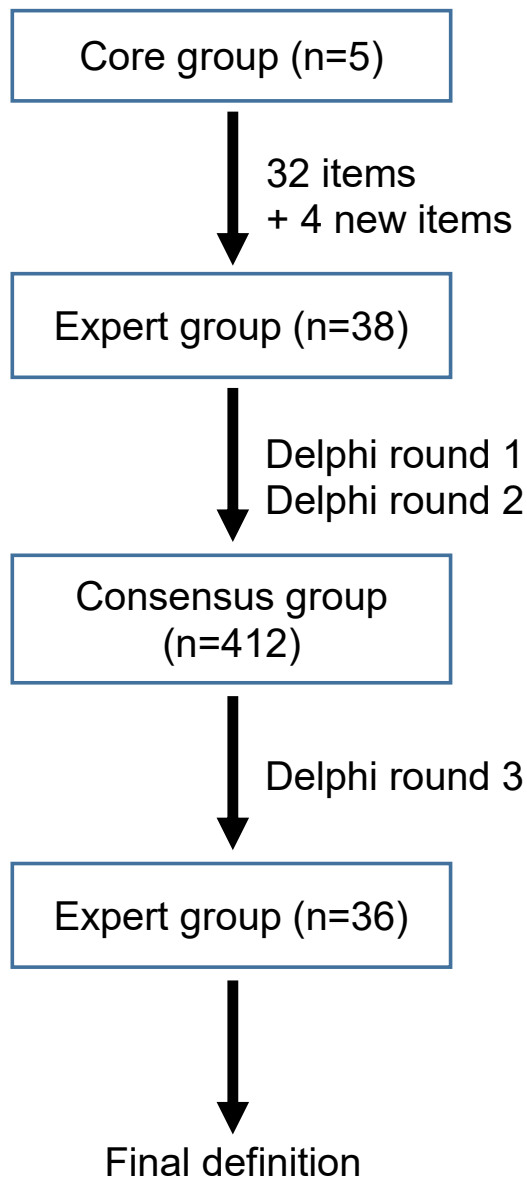 Core group (n=5)
32 items
+ 4 new items
Expert group (n=38)
Delphi round 1
Delphi round 2
Consensus group
(n=412)
Delphi round 3
Expert group (n=36)
Final definition